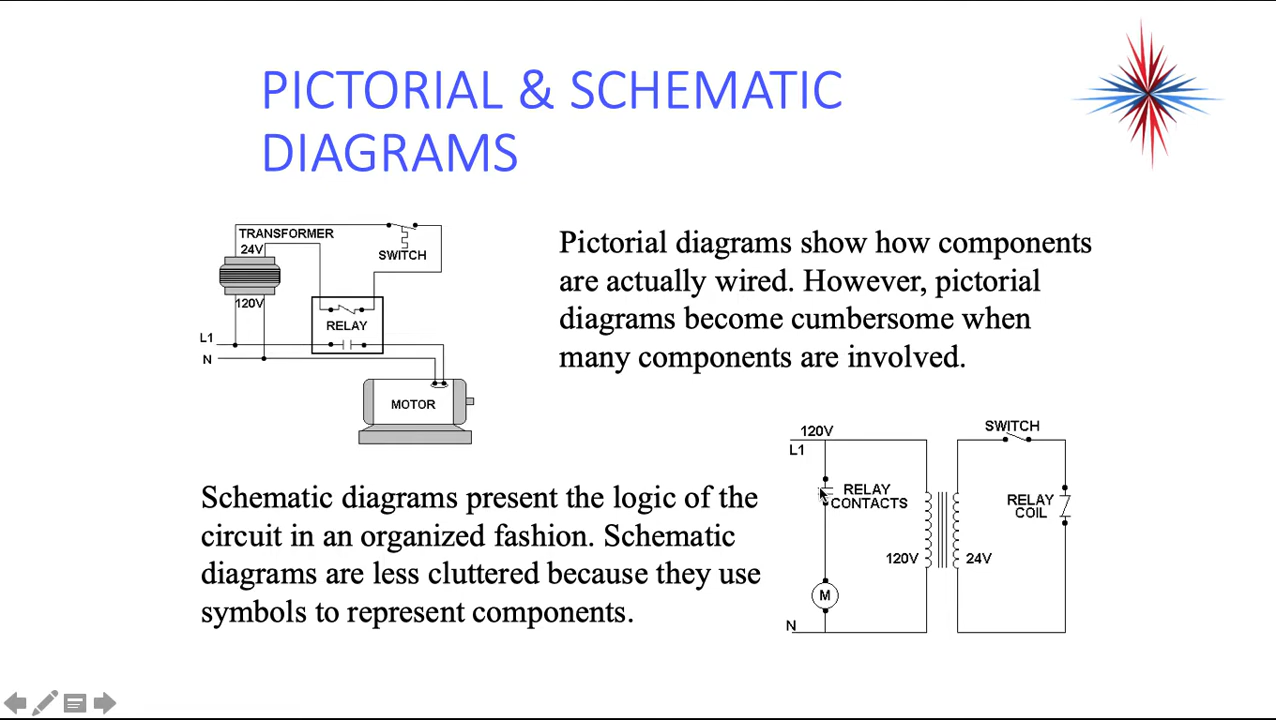 PICTORIAL & SCHEMATIC
DIAGRAMS
TRANSFORMER
24V
SWITCH
120V
RELAY
L1
N
MOTOR
Pictorial diagrams show how components
are actually wired. However, pictorial
diagrams become cumbersome when
many components are involved.
Schematic diagrams present the logic of the
circuit in an organized fashion. Schematic
diagrams are less cluttered because they use
symbols to represent components.
120V
L1
SWITCH
RELAY
CONTACTS
RELAY
COIL
120V
24V
M
N